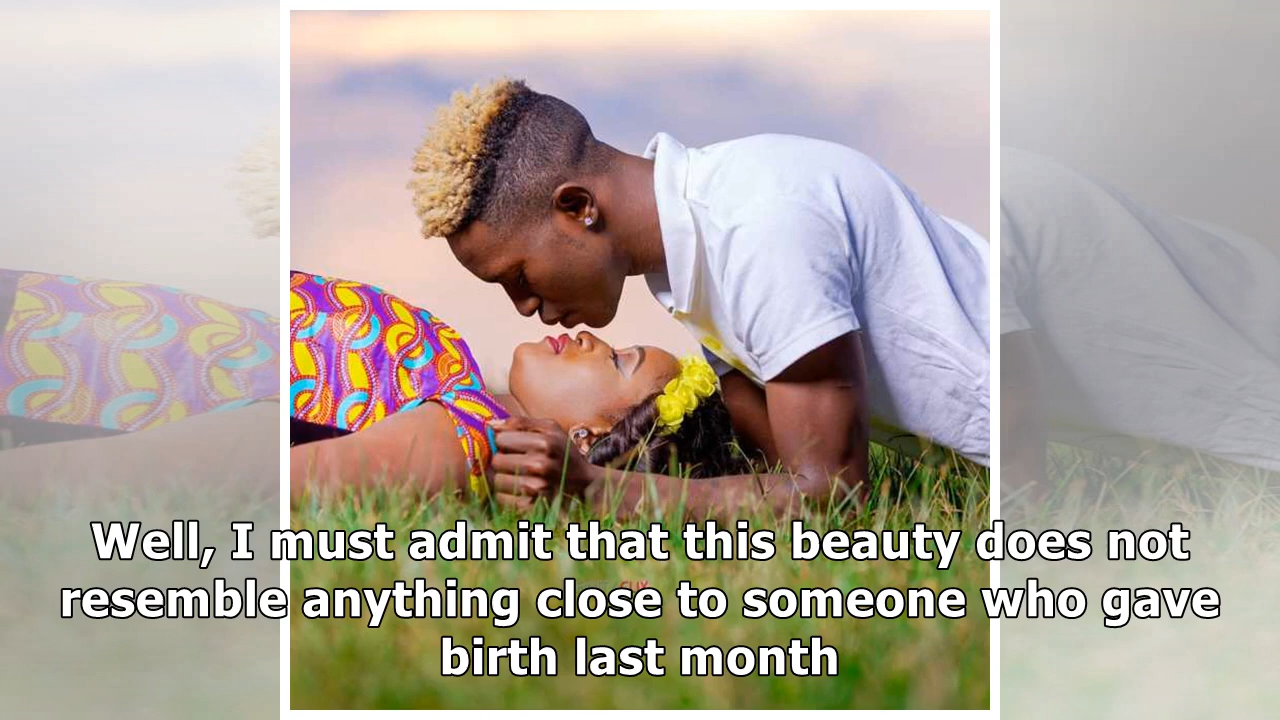 Well, I must admit that this beauty does not
resemble anything close to someone who gave
birth last month